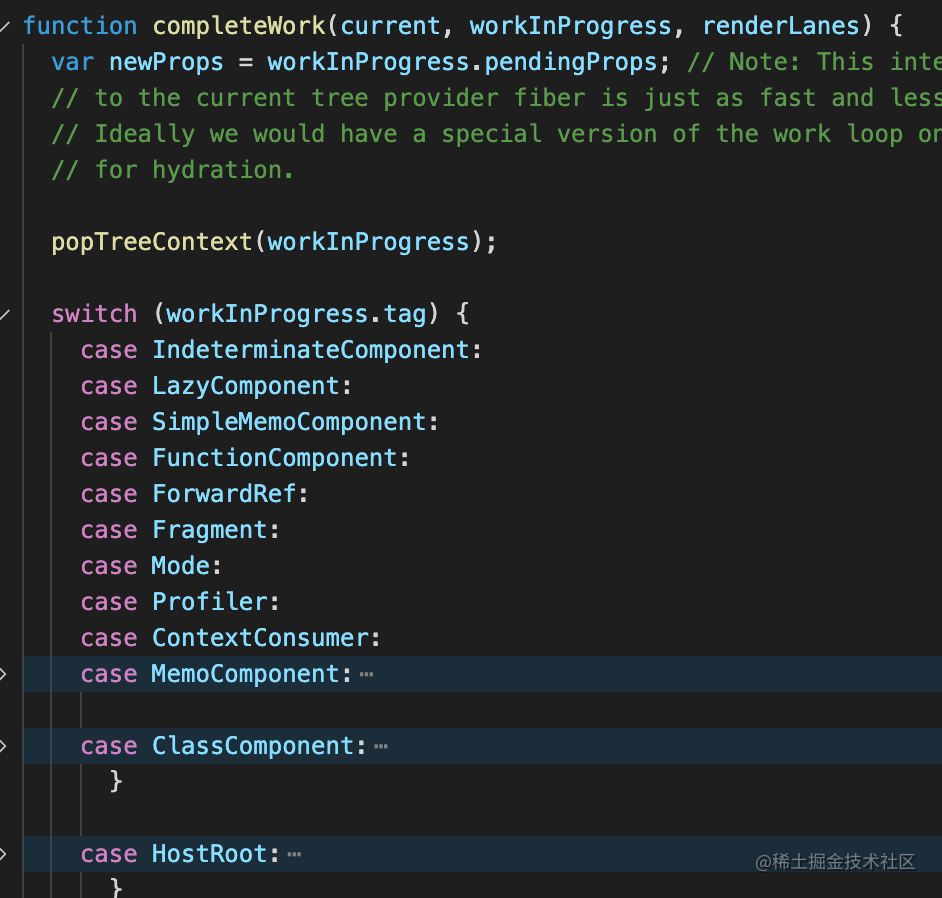 function completeWork(current, workInProgress, renderLanes) {
var newProps = workInProgress.pendingProps; // Note: This inte
// to the current tree provider fiber is just as fast and less
// Ideally we would have a special version of the work loop on
// for hydration.
popTreeContext(workInProgress);
switch (workInProgress.tag) {
case IndeterminateComponent:
case LazyComponent:
case SimpleMemoComponent:
case FunctionComponent:
case ForwardRef:
case Fragment:
case Mode:
case Profiler:
case ContextConsumer:
case MemoComponent:⋯
case ClassComponent:⋯
}
case HostRoot:⋯
}
@稀土掘金技术社区